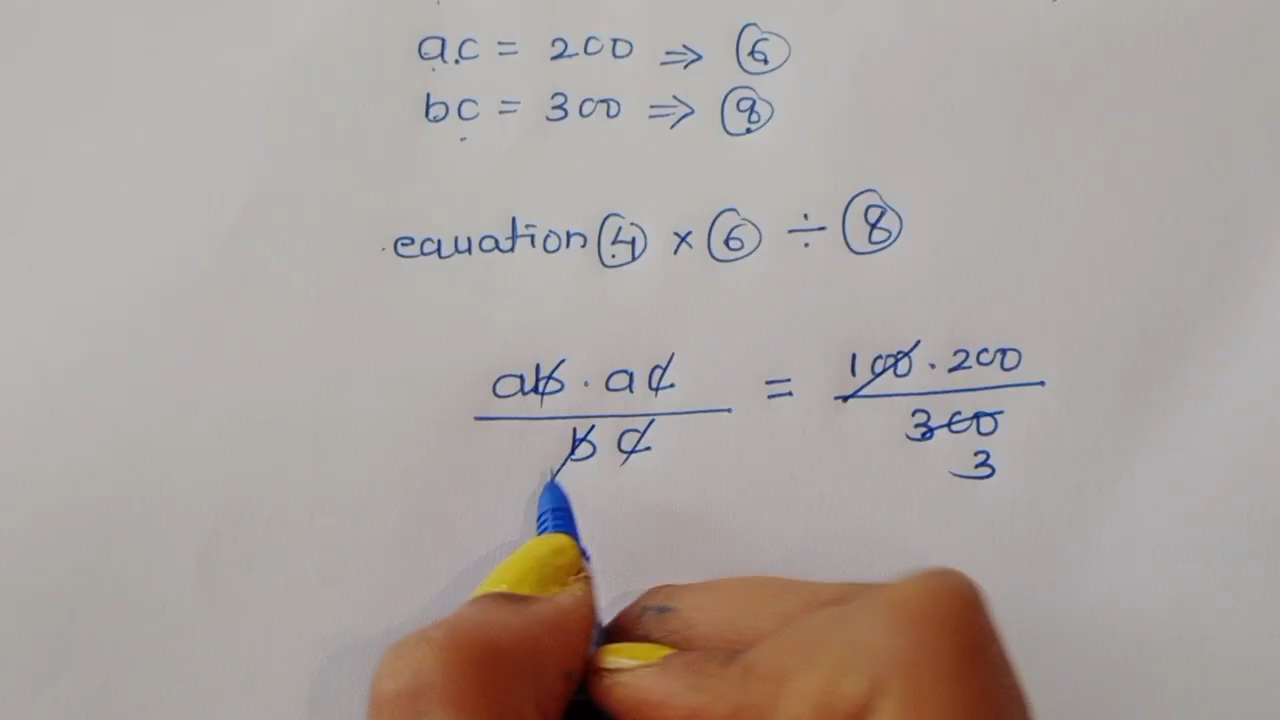 a.c = 200 ⇒ ⑥
bc = 300 ⇒ ⑧
equation ④ × ⑥ ÷ ⑧
ab . ac = 100 . 200
bc 300
3